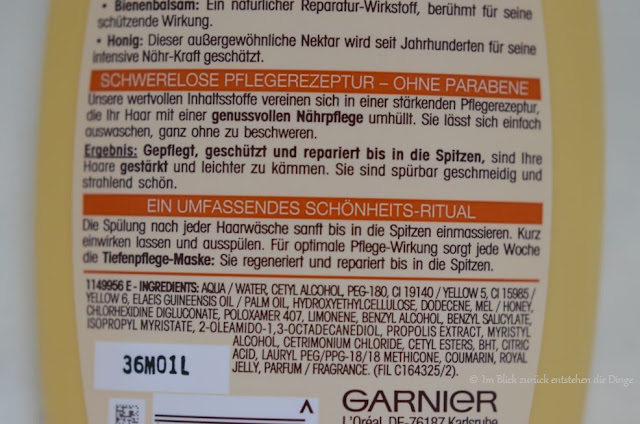 • Bienenbalsam: Ein natürlicher Reparatur-Wirkstoff, berühmt für seine
schützende Wirkung.
• Honig: Dieser außergewöhnliche Nektar wird seit Jahrhunderten für seine
intensive Nähr-Kraft geschätzt.
SCHWERELOSE PFLEGEREZEPTUR – OHNE PARABENE
Unsere wertvollen Inhaltsstoffe vereinen sich in einer stärkenden Pflegerezeptur,
die Ihr Haar mit einer genussvollen Nährpflege umhüllt. Sie lässt sich einfach
auswaschen, ganz ohne zu beschweren.
Ergebnis: Gepflegt, geschützt und repariert bis in die Spitzen, sind Ihre
Haare gestärkt und leichter zu kämmen. Sie sind spürbar geschmeidig und
strahlend schön.
EIN UMFASSENDES SCHÖNHEITS-RITUAL
Die Spülung nach jeder Haarwäsche sanft bis in die Spitzen einmassieren. Kurz
einwirken lassen und ausspülen. Für optimale Pflege-Wirkung sorgt jede Woche
die Tiefenpflege-Maske: Sie regeneriert und repariert bis in die Spitzen.
1149956 E - INGREDIENTS: AQUA / WATER, CETYL ALCOHOL, PEG-180, CI 19140 / YELLOW 5, CI 15985 /
YELLOW 6, ELAEIS GUINEENSIS OIL / PALM OIL, HYDROXYETHYLCELLULOSE, DODECENE, MEL / HONEY,
CHLORHEXIDINE DIGLUCONATE, POLOXAMER 407, LIMONENE, BENZYL ALCOHOL, BENZYL SALICYLATE,
ISOPROPYL MYRISTATE, 2-OLEAMIDO-1,3-OCTADECANEDIOL, PROPOLIS EXTRACT, MYRISTYL
ALCOHOL, CETRIMONIUM CHLORIDE, CETYL ESTERS, BHT, CITRIC
ACID, LAURYL PEG/PPG-18/18 METHICONE, COUMARIN, ROYAL
JELLY, PARFUM / FRAGRANCE. (FIL C164325/2).
36M01L
© Im Blick zurück entstehen die Dinge
GARNIER
L'Oréal, DE-76187 Karlsruhe